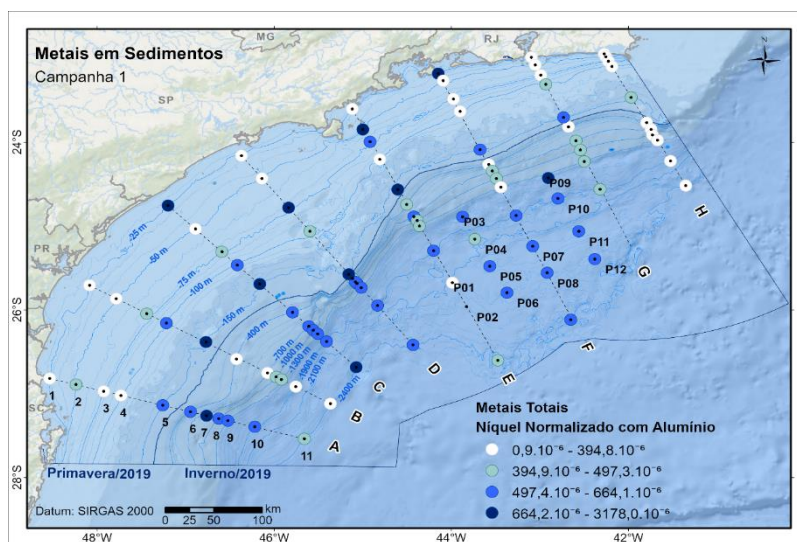 Metais em Sedimentos
Campanha 1
MG
RJ
SP
PR
SC
24°S
26°S
28°S
48°W
46°W
44°W
42°W
-25 m
-50 m
-75 m
-100 m
-150 m
-400 m
-700 m
-1000 m
-1300 m
-1900 m
-2100 m
-2400 m
P09
P10
P03
P11
P04
P07
P12
P05
P08
P01
P06
P02
H
G
F
E
D
C
B
A
1
2
3
4
5
6
7
8
9
10
11
Primavera/2019
Inverno/2019
Datum: SIRGAS 2000
0
50
100
km
Metais Totais
Níquel Normalizado com Alumínio
0,9.10⁻⁶ - 394,8.10⁻⁶
394,9.10⁻⁶ - 497,3.10⁻⁶
497,4.10⁻⁶ - 664,1.10⁻⁶
664,2.10⁻⁶ - 3178,0.10⁻⁶